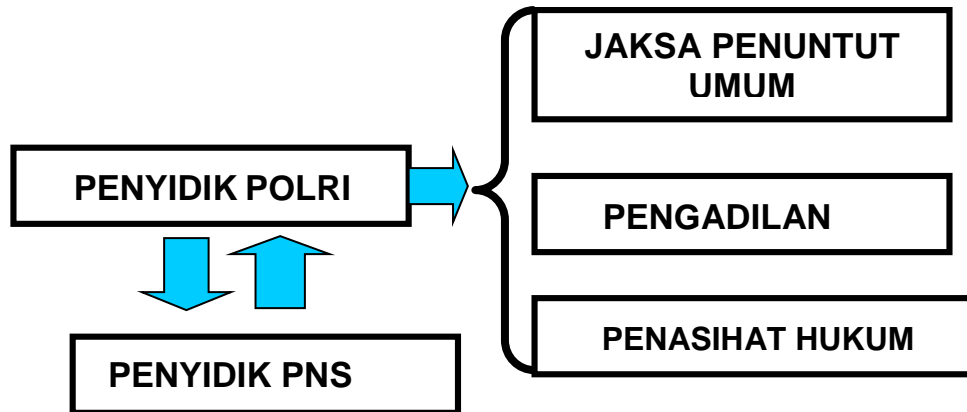 JAKSA PENUNTUT
UMUM
PENYIDIK POLRI
PENGADILAN
PENASIHAT HUKUM
PENYIDIK PNS